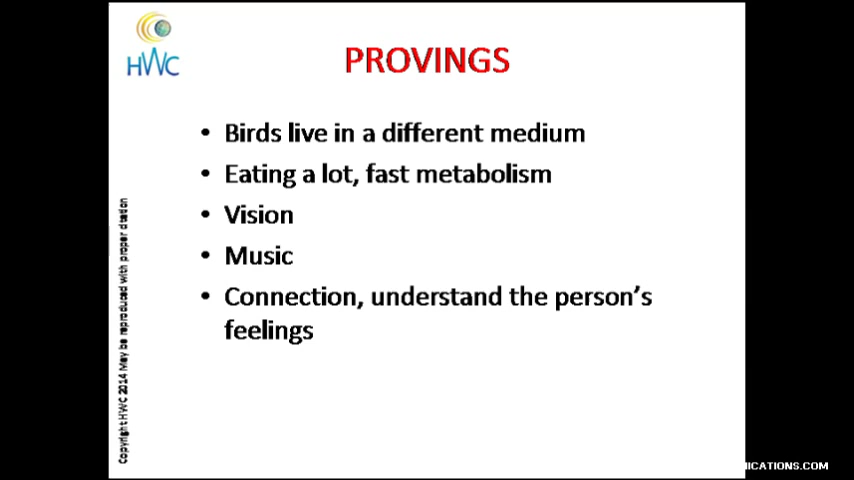 HWC
PROVINGS
• Birds live in a different medium
• Eating a lot, fast metabolism
• Vision
• Music
• Connection, understand the person's
feelings
Copyright HWC 2014 May be reproduced with proper citation
ICATIONS.COM